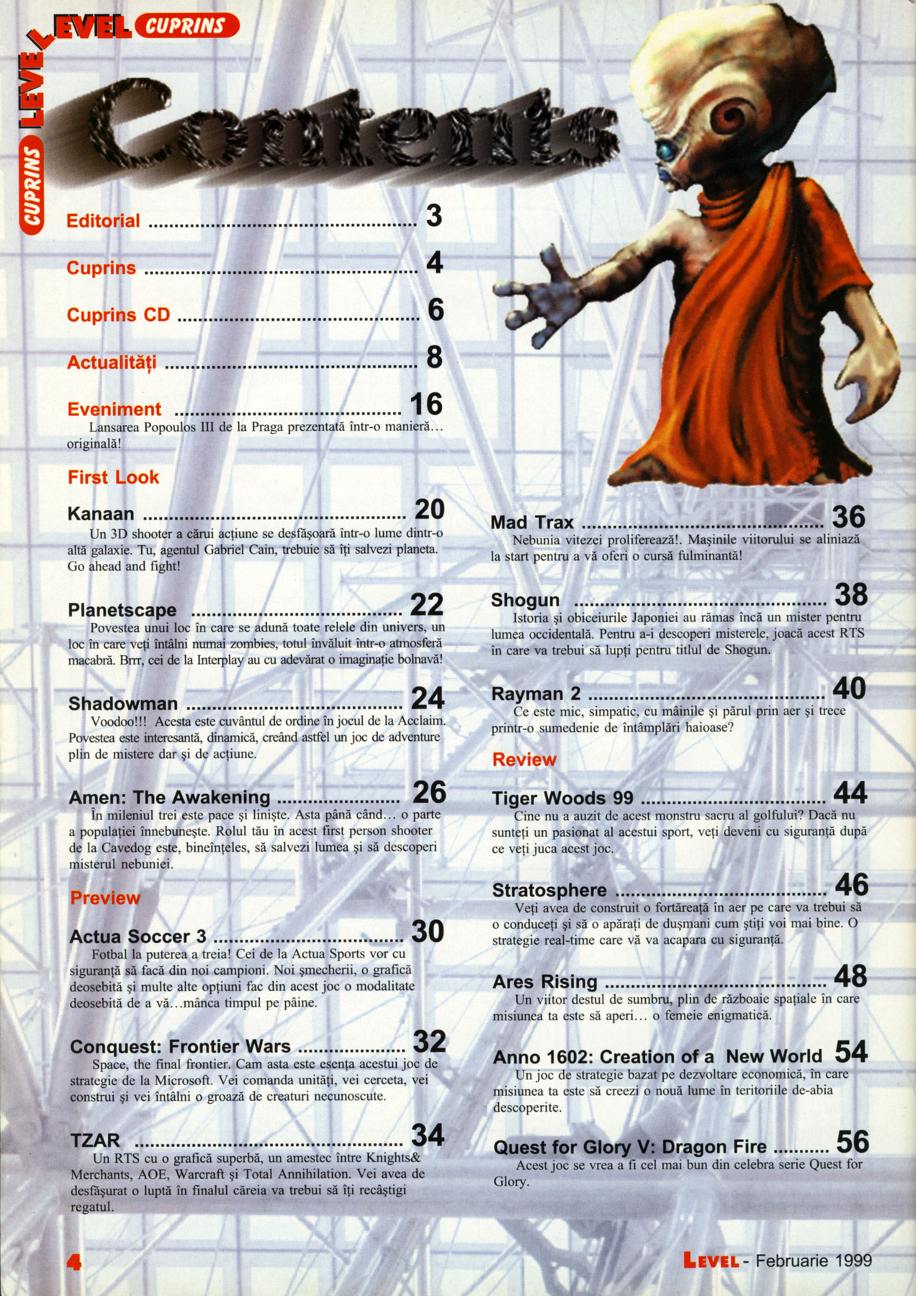 LEVEL CUPRINS
CUPRINS LEVEL
Contents
Editorial ........................................................ 3
Cuprins ......................................................... 4
Cuprins CD ................................................... 6
Actualități ..................................................... 8
Eveniment .............................................. 16
Lansarea Popoulos III de la Praga prezentată într-o manieră…
originală!
First Look
Kanaan ..................................................... 20
Un 3D shooter a cărui acțiune se desfășoară într-o lume dintr-o
altă galaxie. Tu, agentul Gabriel Cain, trebuie să îți salvezi planeta.
Go ahead and fight!
Planetscape ........................................... 22
Povestea unui loc în care se adună toate relele din univers, un
loc în care veți întâlni numai zombies, totul învăluit într-o atmosferă
macabră. Brrr, cei de la Interplay au cu adevărat o imaginație bolnavă!
Shadowman ............................................ 24
Voodoo!!! Acesta este cuvântul de ordine în jocul de la Acclaim.
Povestea este interesantă, dinamică, creând astfel un joc de adventure
plin de mistere dar și de acțiune.
Amen: The Awakening ......................... 26
În mileniul trei este pace și liniște. Asta până când… o parte
a populației înnebunește. Rolul tău în acest first person shooter
de la Cavedog este, bineînțeles, să salvezi lumea și să descoperi
misterul nebuniei.
Preview
Actua Soccer 3 ....................................... 30
Fotbal la puterea a treia! Cei de la Actua Sports vor cu
siguranță să facă din noi campioni. Noi șmecherii, o grafică
deosebită și multe alte opțiuni fac din acest joc o modalitate
deosebită de a vă…mânca timpul pe pâine.
Conquest: Frontier Wars ...................... 32
Space, the final frontier. Cam asta este esența acestui joc de
strategie de la Microsoft. Vei comanda unități, vei cerceta, vei
construi și vei întâlni o groază de creaturi necunoscute.
TZAR ....................................................... 34
Un RTS cu o grafică superbă, un amestec între Knights&
Merchants, AOE, Warcraft și Total Annihilation. Vei avea de
desfășurat o luptă în finalul căreia va trebui să îți recâștigi
regatul.
Mad Trax .................................................. 36
Nebunia vitezei proliferează!. Mașinile viitorului se aliniază
la start pentru a vă oferi o cursă fulminantă!
Shogun ................................................... 38
Istoria și obiceiurile Japoniei au rămas încă un mister pentru
lumea occidentală. Pentru a-i descoperi misterele, joacă acest RTS
în care va trebui să lupți pentru titlul de Shogun.
Rayman 2 ................................................. 40
Ce este mic, simpatic, cu mâinile și părul prin aer și trece
printr-o sumedenie de întâmplări haioase?
Review
Tiger Woods 99 ...................................... 44
Cine nu a auzit de acest monstru sacru al golfului? Dacă nu
sunteți un pasionat al acestui sport, veți deveni cu siguranță după
ce veți juca acest joc.
Stratosphere ........................................... 46
Veți avea de construit o fortăreață în aer pe care va trebui să
o conduceți și să o apărați de dușmani cum știți voi mai bine. O
strategie real-time care vă va acapara cu siguranță.
Ares Rising ............................................. 48
Un viitor destul de sumbru, plin de războaie spațiale în care
misiunea ta este să aperi… o femeie enigmatică.
Anno 1602: Creation of a New World 54
Un joc de strategie bazat pe dezvoltare economică, în care
misiunea ta este să creezi o nouă lume în teritoriile de-abia
descoperite.
Quest for Glory V: Dragon Fire ........... 56
Acest joc se vrea a fi cel mai bun din celebra serie Quest for
Glory.
4
LEVEL - Februarie 1999